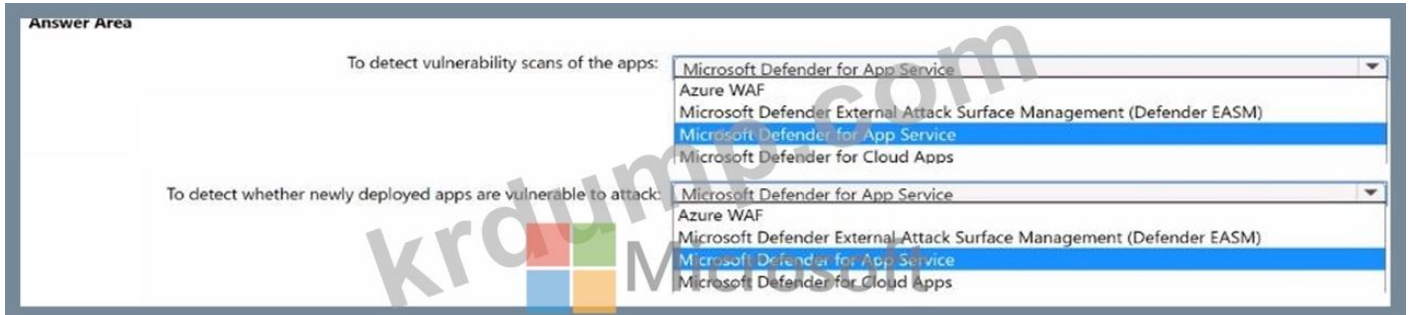 Answer Area
To detect vulnerability scans of the apps: Microsoft Defender for App Service
Azure WAF
Microsoft Defender External Attack Surface Management (Defender EASM)
Microsoft Defender for App Service
Microsoft Defender for Cloud Apps
To detect whether newly deployed apps are vulnerable to attack: Microsoft Defender for App Service
Azure WAF
Microsoft Defender External Attack Surface Management (Defender EASM)
Microsoft Defender for App Service
Microsoft Defender for Cloud Apps
krdump.com
Microsoft